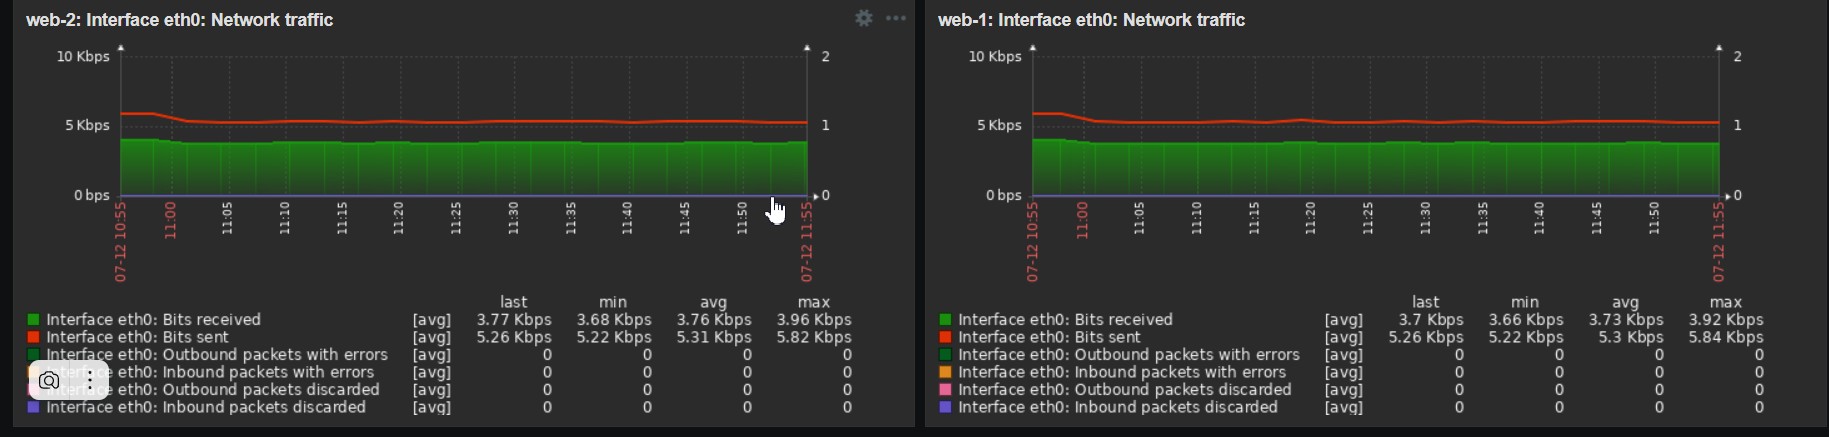 web-2: Interface eth0: Network traffic
10 Kbps
5 Kbps
0 bps
2
1
0
07-12 10:55
11:00
11:05
11:10
11:15
11:20
11:25
11:30
11:35
11:40
11:45
11:50
07-12 11:55
last min avg max
Interface eth0: Bits received [avg] 3.77 Kbps 3.68 Kbps 3.76 Kbps 3.96 Kbps
Interface eth0: Bits sent [avg] 5.26 Kbps 5.22 Kbps 5.31 Kbps 5.82 Kbps
Interface eth0: Outbound packets with errors [avg] 0 0 0 0
Interface eth0: Inbound packets with errors [avg] 0 0 0 0
Interface eth0: Outbound packets discarded [avg] 0 0 0 0
Interface eth0: Inbound packets discarded [avg] 0 0 0 0
web-1: Interface eth0: Network traffic
10 Kbps
5 Kbps
0 bps
2
1
0
07-12 10:55
11:00
11:05
11:10
11:15
11:20
11:25
11:30
11:35
11:40
11:45
11:50
07-12 11:55
last min avg max
Interface eth0: Bits received [avg] 3.7 Kbps 3.66 Kbps 3.73 Kbps 3.92 Kbps
Interface eth0: Bits sent [avg] 5.26 Kbps 5.22 Kbps 5.3 Kbps 5.84 Kbps
Interface eth0: Outbound packets with errors [avg] 0 0 0 0
Interface eth0: Inbound packets with errors [avg] 0 0 0 0
Interface eth0: Outbound packets discarded [avg] 0 0 0 0
Interface eth0: Inbound packets discarded [avg] 0 0 0 0